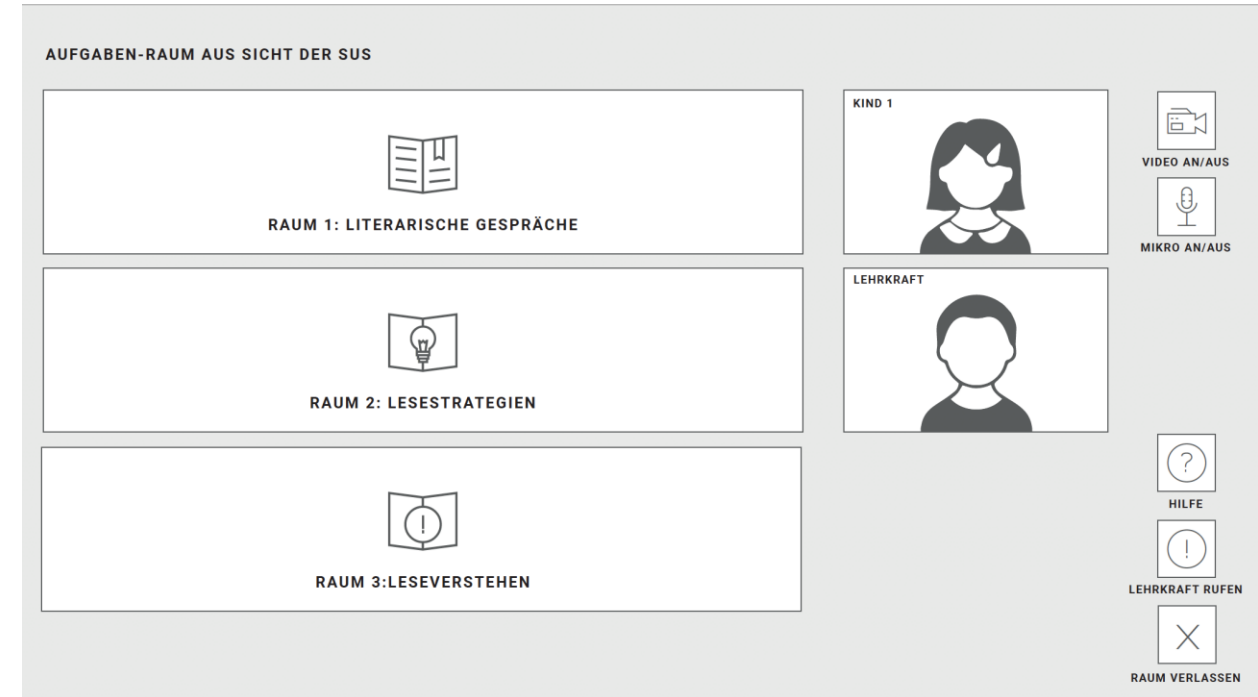 AUFGABEN-RAUM AUS SICHT DER SUS
RAUM 1: LITERARISCHE GESPRÄCHE
RAUM 2: LESESTRATEGIEN
RAUM 3:LESEVERSTEHEN
KIND 1
LEHRKRAFT
VIDEO AN/AUS
MIKRO AN/AUS
HILFE
LEHRKRAFT RUFEN
RAUM VERLASSEN